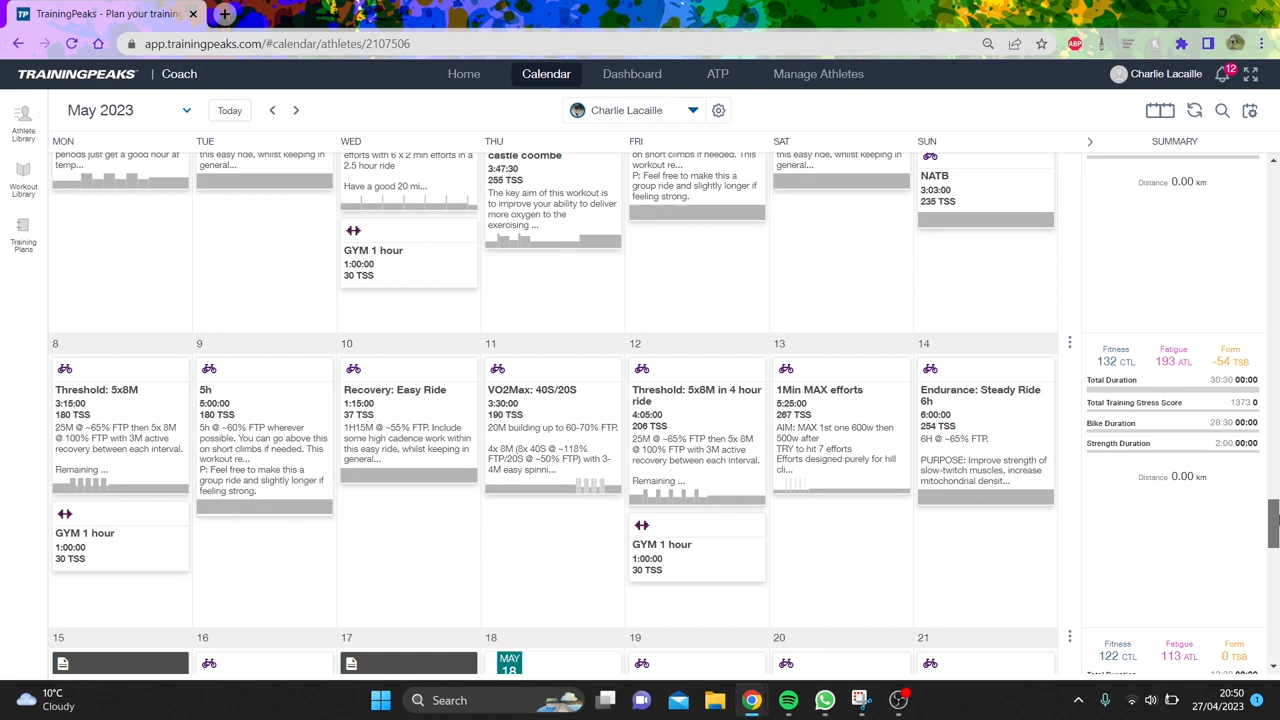 TrainingPeaks - Plan your training
app.trainingpeaks.com/#calendar/athletes/2107506
TRAININGPEAKS | Coach
Home
Calendar
Dashboard
ATP
Manage Athletes
Charlie Lacaille
12
Athlete
Library
Workout
Library
Training
Plans
May 2023
Today
Charlie Lacaille
MON
TUE
WED
THU
FRI
SAT
SUN
SUMMARY
periods just get a good hour at
temp...
this easy ride, whilst keeping in
general...
efforts with 6 x 2 min efforts in a
2.5 hour ride
Have a good 20 mi...
GYM 1 hour
1:00:00
30 TSS
castle coombe
3:47:30
255 TSS
The key aim of this workout is
to improve your ability to deliver
more oxygen to the
exercising ...
on short climbs if needed. This
workout re...
P: Feel free to make this a
group ride and slightly longer if
feeling strong.
this easy ride, whilst keeping in
general...
NATB
3:03:00
235 TSS
Distance 0.00 km
8
9
10
11
12
13
14
Threshold: 5x8M
3:15:00
180 TSS
25M @ ~65% FTP then 5x 8M
@ 100% FTP with 3M active
recovery between each interval.
Remaining ...
GYM 1 hour
1:00:00
30 TSS
5h
5:00:00
180 TSS
5h @ ~60% FTP wherever
possible. You can go above this
on short climbs if needed. This
workout re...
P: Feel free to make this a
group ride and slightly longer if
feeling strong.
Recovery: Easy Ride
1:15:00
37 TSS
1H15M @ ~55% FTP. Include
some high cadence work within
this easy ride, whilst keeping in
general...
VO2Max: 40S/20S
3:30:00
190 TSS
20M building up to 60-70% FTP.
4x 8M (8x 40S @ ~118%
FTP/20S @ ~50% FTP) with 3-
4M easy spinni...
Threshold: 5x8M in 4 hour
ride
4:05:00
206 TSS
25M @ ~65% FTP then 5x 8M
@ 100% FTP with 3M active
recovery between each interval.
Remaining ...
GYM 1 hour
1:00:00
30 TSS
1Min MAX efforts
5:25:00
267 TSS
AIM: MAX 1st one 600w then
500w after
TRY to hit 7 efforts
Efforts designed purely for hill
cli...
Endurance: Steady Ride
6h
6:00:00
254 TSS
6H @ ~65% FTP.
PURPOSE: Improve strength of
slow-twitch muscles, increase
mitochondrial densit...
Fitness
132 CTL
Fatigue
193 ATL
Form
-54 TSB
Total Duration 30:30 00:00
Total Training Stress Score 1373 0
Bike Duration 28:30 00:00
Strength Duration 2:00 00:00
Distance 0.00 km
15
16
17
18
19
20
21
MAY
18
Fitness
122 CTL
Fatigue
113 ATL
Form
0 TSB
10°C
Cloudy
Search
20:50
27/04/2023
1